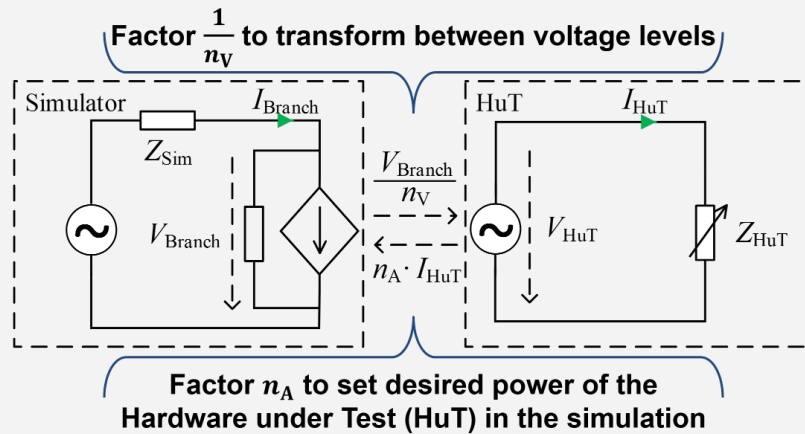 Factor 1/n_V to transform between voltage levels
Simulator
I_Branch
HuT
I_HuT
Z_Sim
V_Branch/n_V
V_Branch
V_HuT
Z_HuT
n_A · I_HuT
Factor n_A to set desired power of the
Hardware under Test (HuT) in the simulation